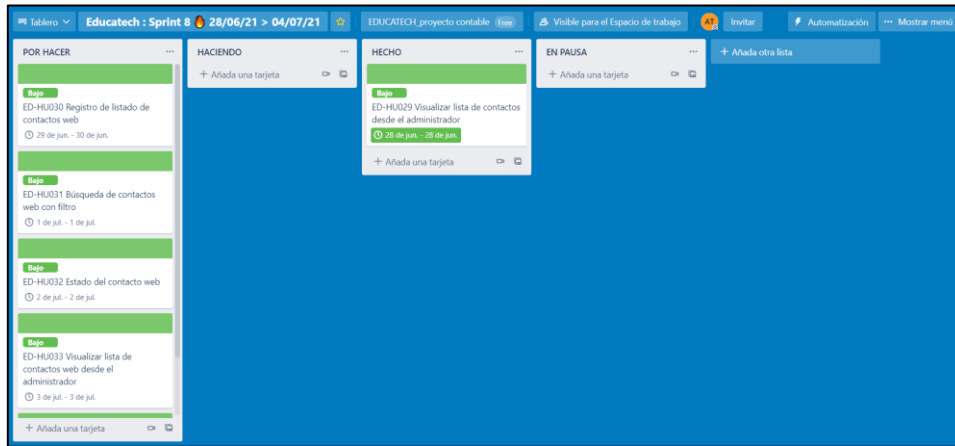 Tablero
Educatech : Sprint 8 🔥 28/06/21 > 04/07/21
EDUCATECH_proyecto contable Free
Visible para el Espacio de trabajo
AT
Invitar
Automatización
Mostrar menú
POR HACER
Bajo
ED-HU030 Registro de listado de
contactos web
29 de jun. - 30 de jun.
Bajo
ED-HU031 Búsqueda de contactos
web con filtro
1 de jul. - 1 de jul.
Bajo
ED-HU032 Estado del contacto web
2 de jul. - 2 de jul.
Bajo
ED-HU033 Visualizar lista de
contactos web desde el
administrador
3 de jul. - 3 de jul.
+ Añada una tarjeta
HACIENDO
+ Añada una tarjeta
HECHO
Bajo
ED-HU029 Visualizar lista de contactos
desde el administrador
28 de jun. - 28 de jun.
+ Añada una tarjeta
EN PAUSA
+ Añada una tarjeta
+ Añada otra lista